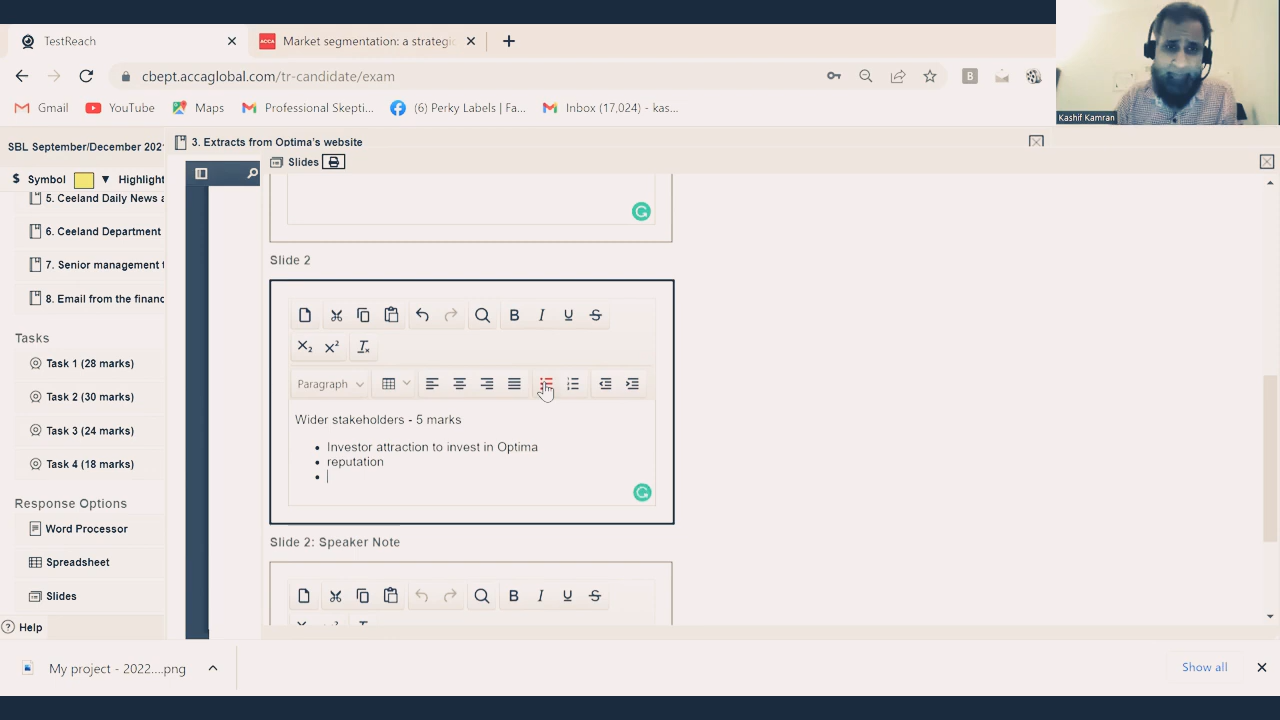 TestReach
ACCA
Market segmentation: a strategic
cbept.accaglobal.com/tr-candidate/exam
B
Gmail
YouTube
Maps
Professional Skepti...
(6) Perky Labels | Fa...
Inbox (17,024) - kas...
Kashif Kamran
SBL September/December 202
3. Extracts from Optima's website
Slides
$ Symbol
Highlight
5. Ceeland Daily News a
6. Ceeland Department
7. Senior management t
8. Email from the financ
Tasks
Task 1 (28 marks)
Task 2 (30 marks)
Task 3 (24 marks)
Task 4 (18 marks)
Response Options
Word Processor
Spreadsheet
Slides
? Help
Slide 2
B I U S
X₂ X² Tx
Paragraph
Wider stakeholders - 5 marks
• Investor attraction to invest in Optima
• reputation
•
Slide 2: Speaker Note
B I U S
My project - 2022....png
Show all